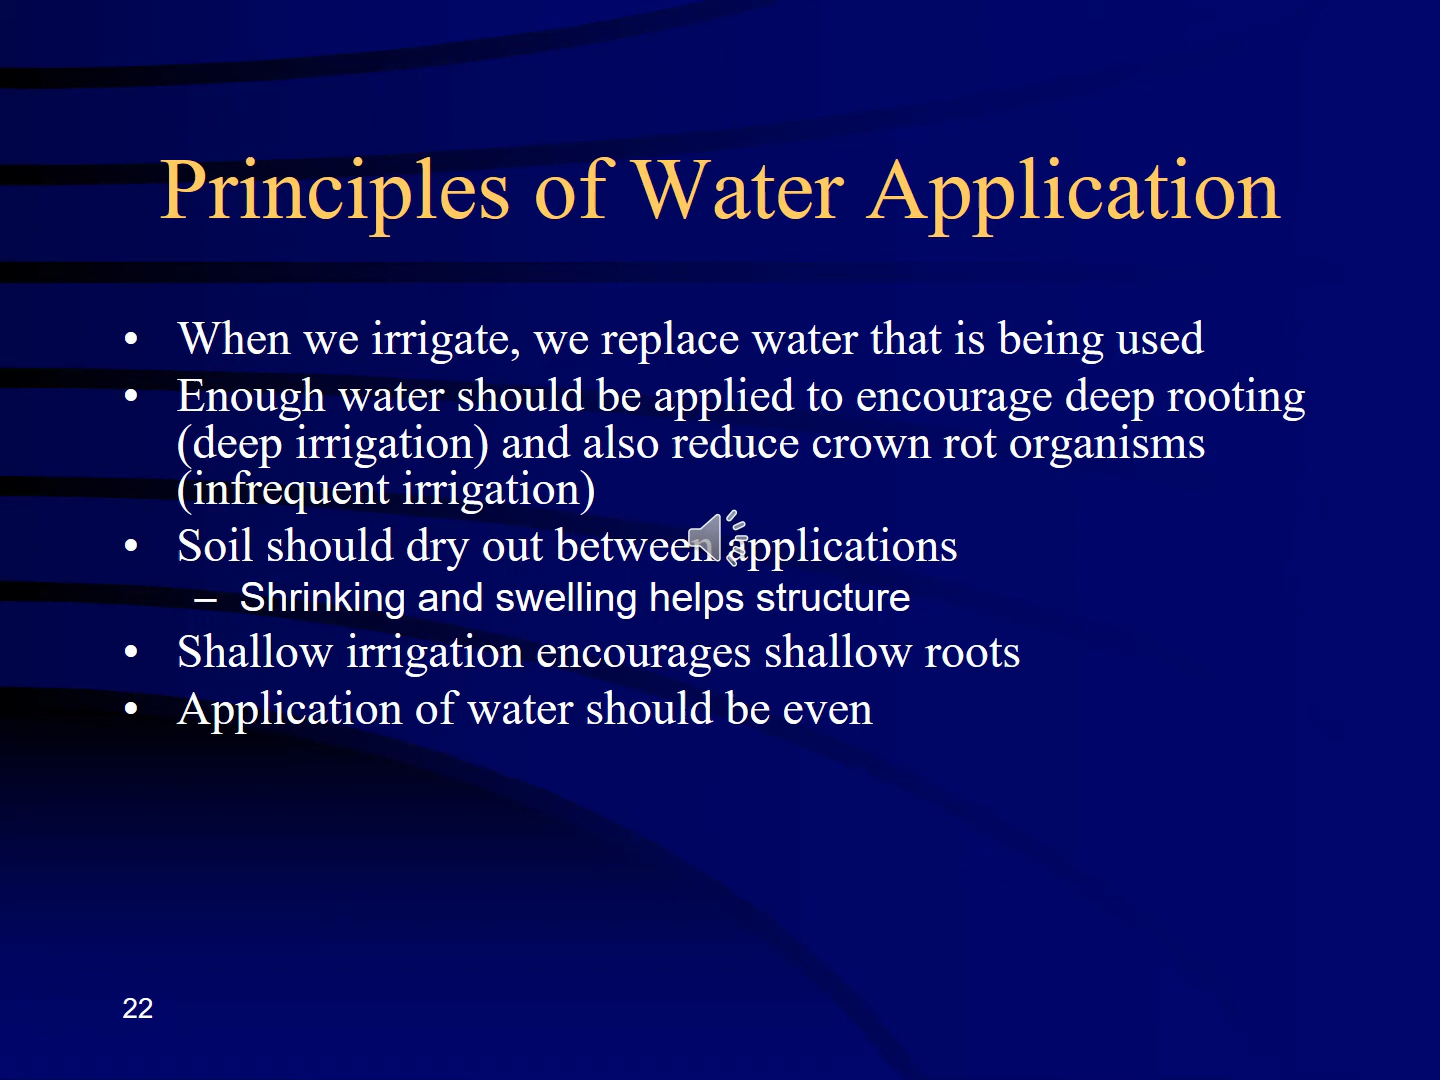 Principles of Water Application
• When we irrigate, we replace water that is being used
• Enough water should be applied to encourage deep rooting
(deep irrigation) and also reduce crown rot organisms
(infrequent irrigation)
• Soil should dry out between applications
– Shrinking and swelling helps structure
• Shallow irrigation encourages shallow roots
• Application of water should be even
22